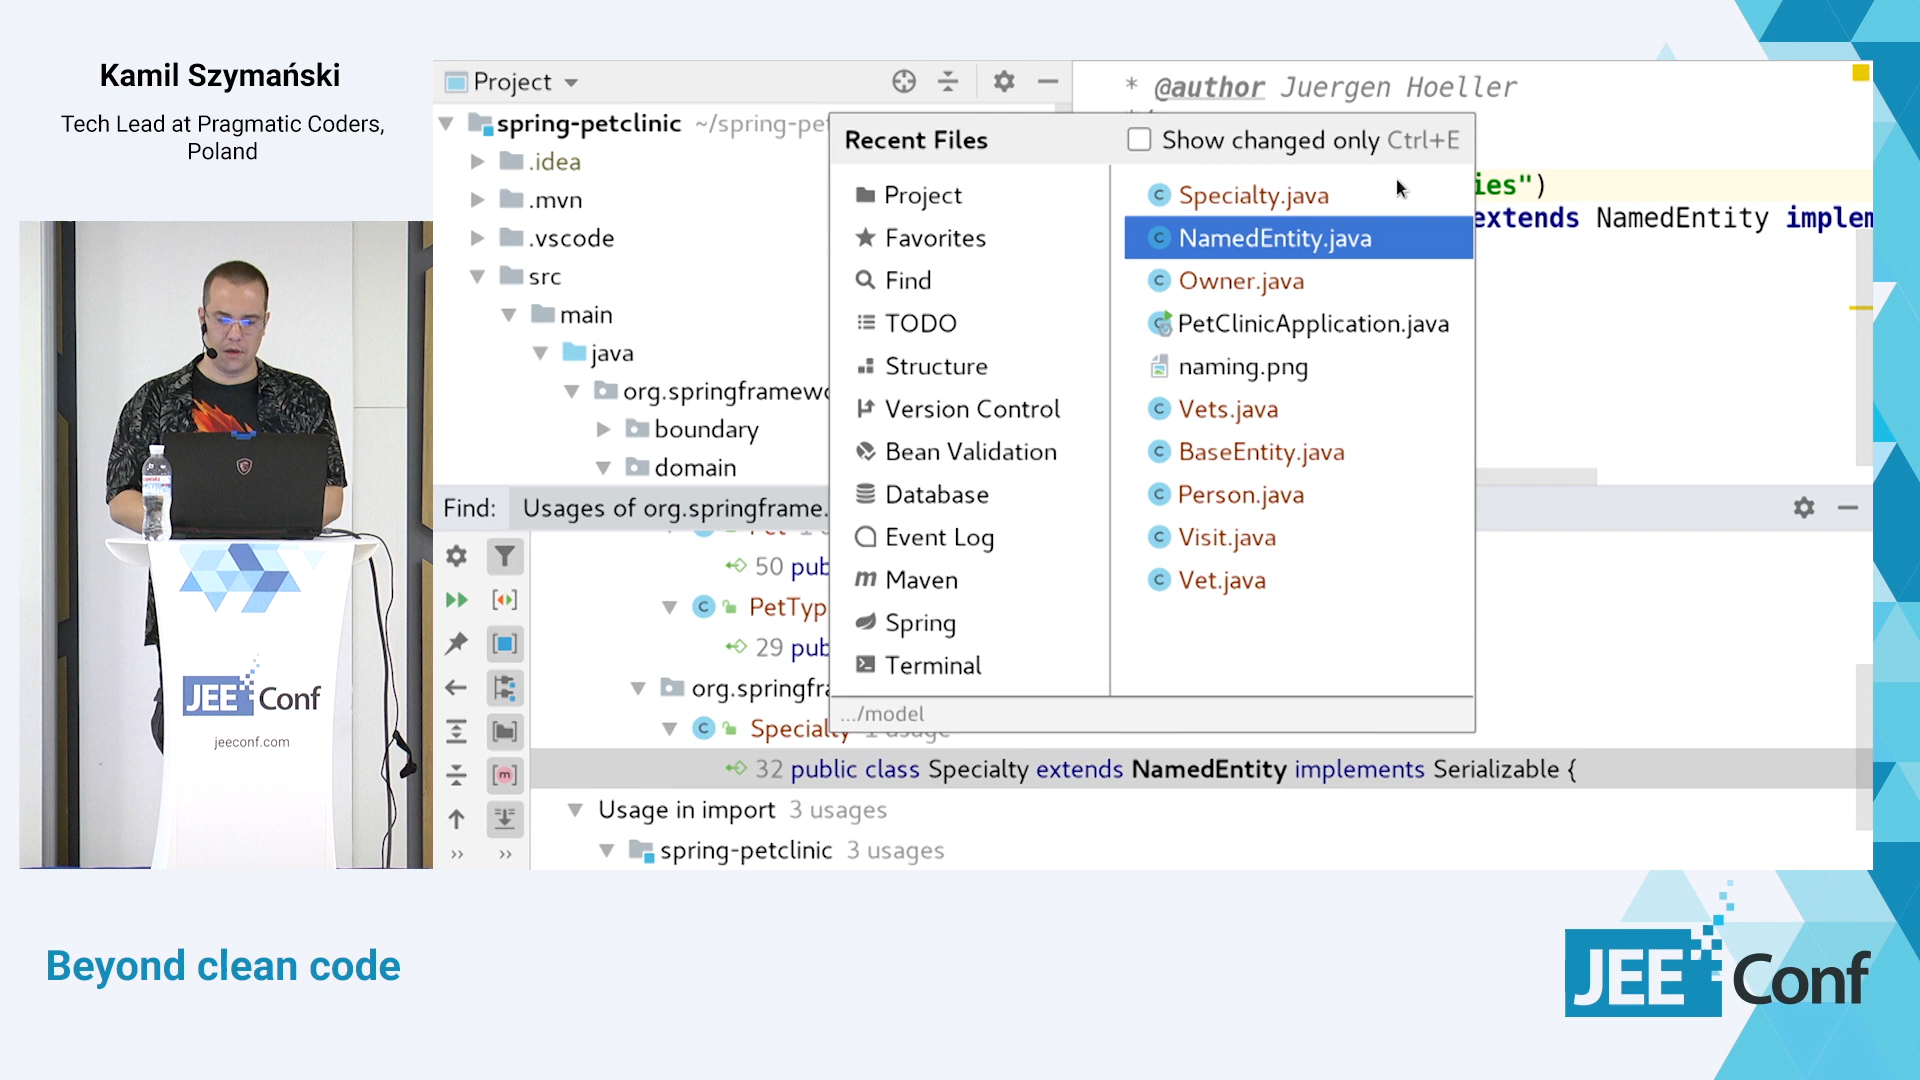 Kamil Szymański
Tech Lead at Pragmatic Coders,
Poland
Project
spring-petclinic ~/spring-pe
.idea
.mvn
.vscode
src
main
java
org.springframewo
boundary
domain
* @author Juergen Hoeller
ies")
extends NamedEntity implem
Recent Files
Show changed only Ctrl+E
Project
Favorites
Find
TODO
Structure
Version Control
Bean Validation
Database
Event Log
Maven
Spring
Terminal
Specialty.java
NamedEntity.java
Owner.java
PetClinicApplication.java
naming.png
Vets.java
BaseEntity.java
Person.java
Visit.java
Vet.java
.../model
Find: Usages of org.springframe.
50 pub
PetTyp
29 pub
org.springfra
Specialty 1 usage
32 public class Specialty extends NamedEntity implements Serializable {
Usage in import 3 usages
spring-petclinic 3 usages
JEE Conf
jeeconf.com
Beyond clean code
JEE Conf